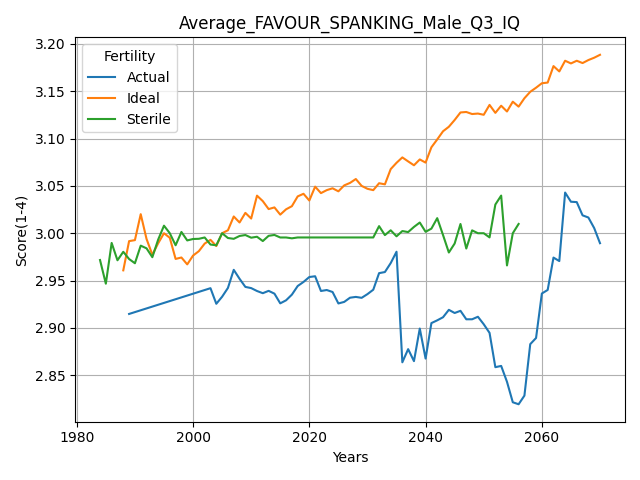 Average_FAVOUR_SPANKING_Male_Q3_IQ
Score(1-4)
3.20
3.15
3.10
3.05
3.00
2.95
2.90
2.85
Fertility
Actual
Ideal
Sterile
1980
2000
2020
2040
2060
Years